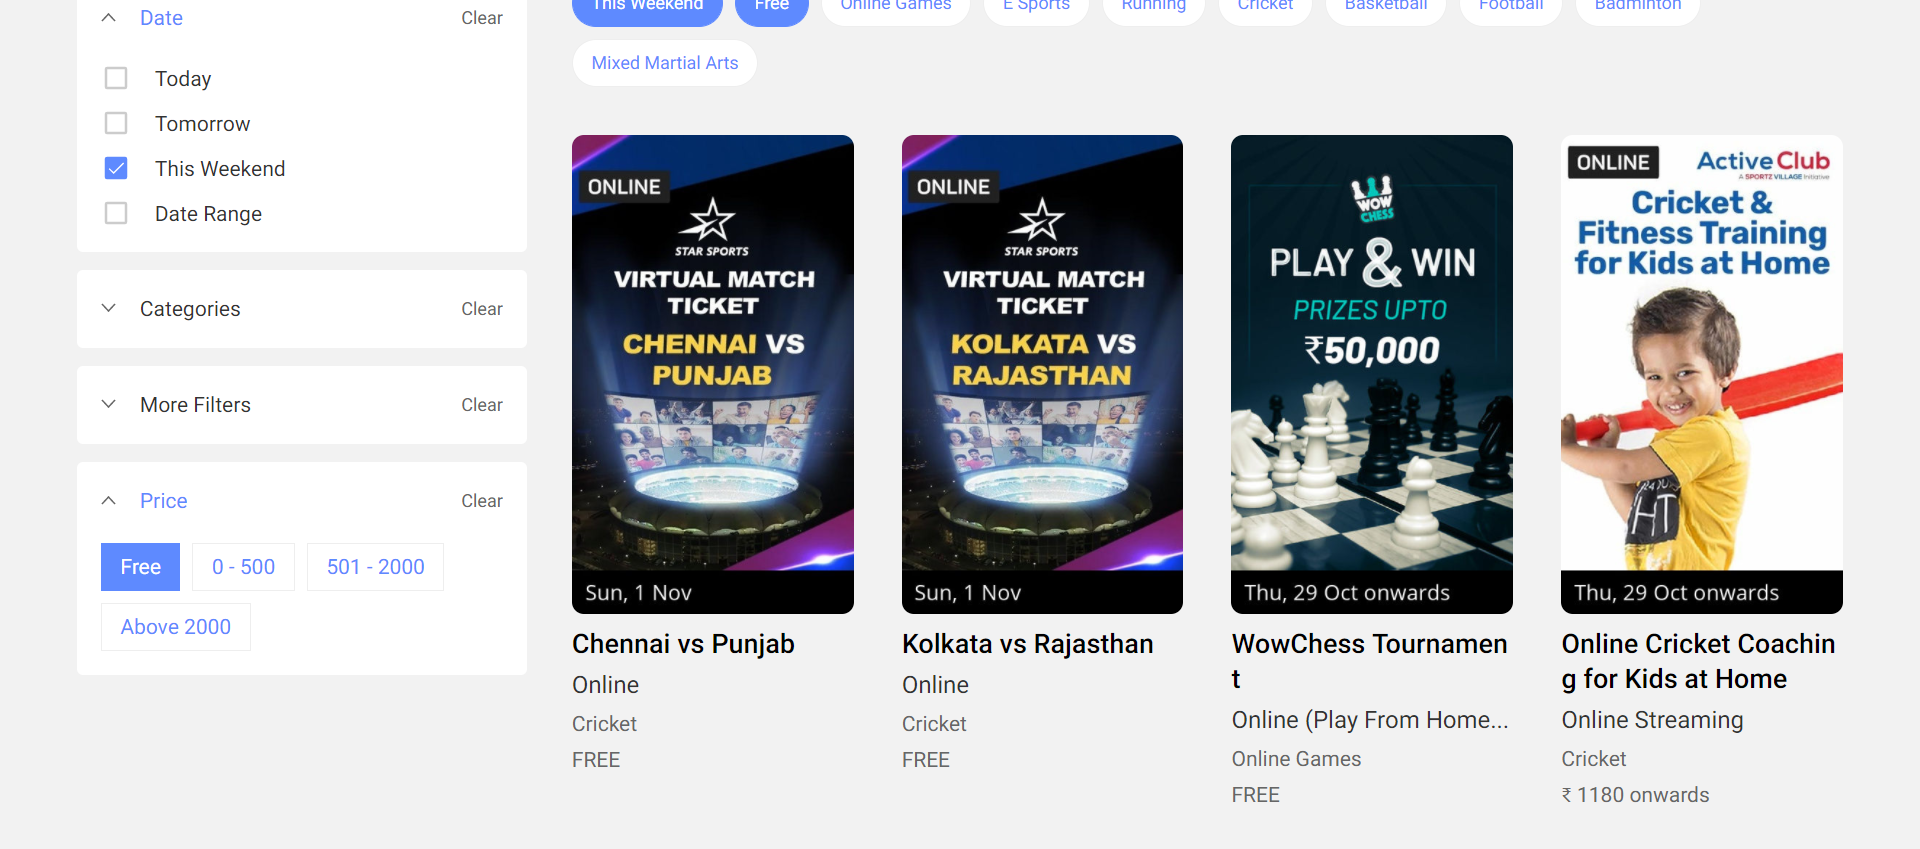 Date
Clear
Today
Tomorrow
This Weekend
Date Range
Categories
Clear
More Filters
Clear
Price
Clear
Free
0 - 500
501 - 2000
Above 2000
This Weekend
Free
Online Games
E Sports
Running
Cricket
Basketball
Football
Badminton
Mixed Martial Arts
ONLINE
STAR SPORTS
VIRTUAL MATCH
TICKET
CHENNAI VS
PUNJAB
Sun, 1 Nov
Chennai vs Punjab
Online
Cricket
FREE
ONLINE
STAR SPORTS
VIRTUAL MATCH
TICKET
KOLKATA VS
RAJASTHAN
Sun, 1 Nov
Kolkata vs Rajasthan
Online
Cricket
FREE
WOW
CHESS
PLAY & WIN
PRIZES UPTO
₹50,000
Thu, 29 Oct onwards
WowChess Tournamen
t
Online (Play From Home...
Online Games
FREE
ONLINE
Active Club
A SPORTZ VILLAGE Initiative
Cricket &
Fitness Training
for Kids at Home
Thu, 29 Oct onwards
Online Cricket Coachin
g for Kids at Home
Online Streaming
Cricket
₹ 1180 onwards